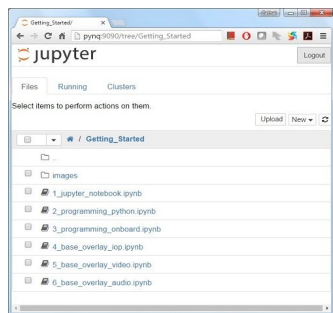 Getting_Started/
pynq:9090/tree/Getting_Started
jupyter
Logout
Files Running Clusters
Select items to perform actions on them.
Upload New
/ Getting_Started
..
images
1_jupyter_notebook.ipynb
2_programming_python.ipynb
3_programming_onboard.ipynb
4_base_overlay_iop.ipynb
5_base_overlay_video.ipynb
6_base_overlay_audio.ipynb